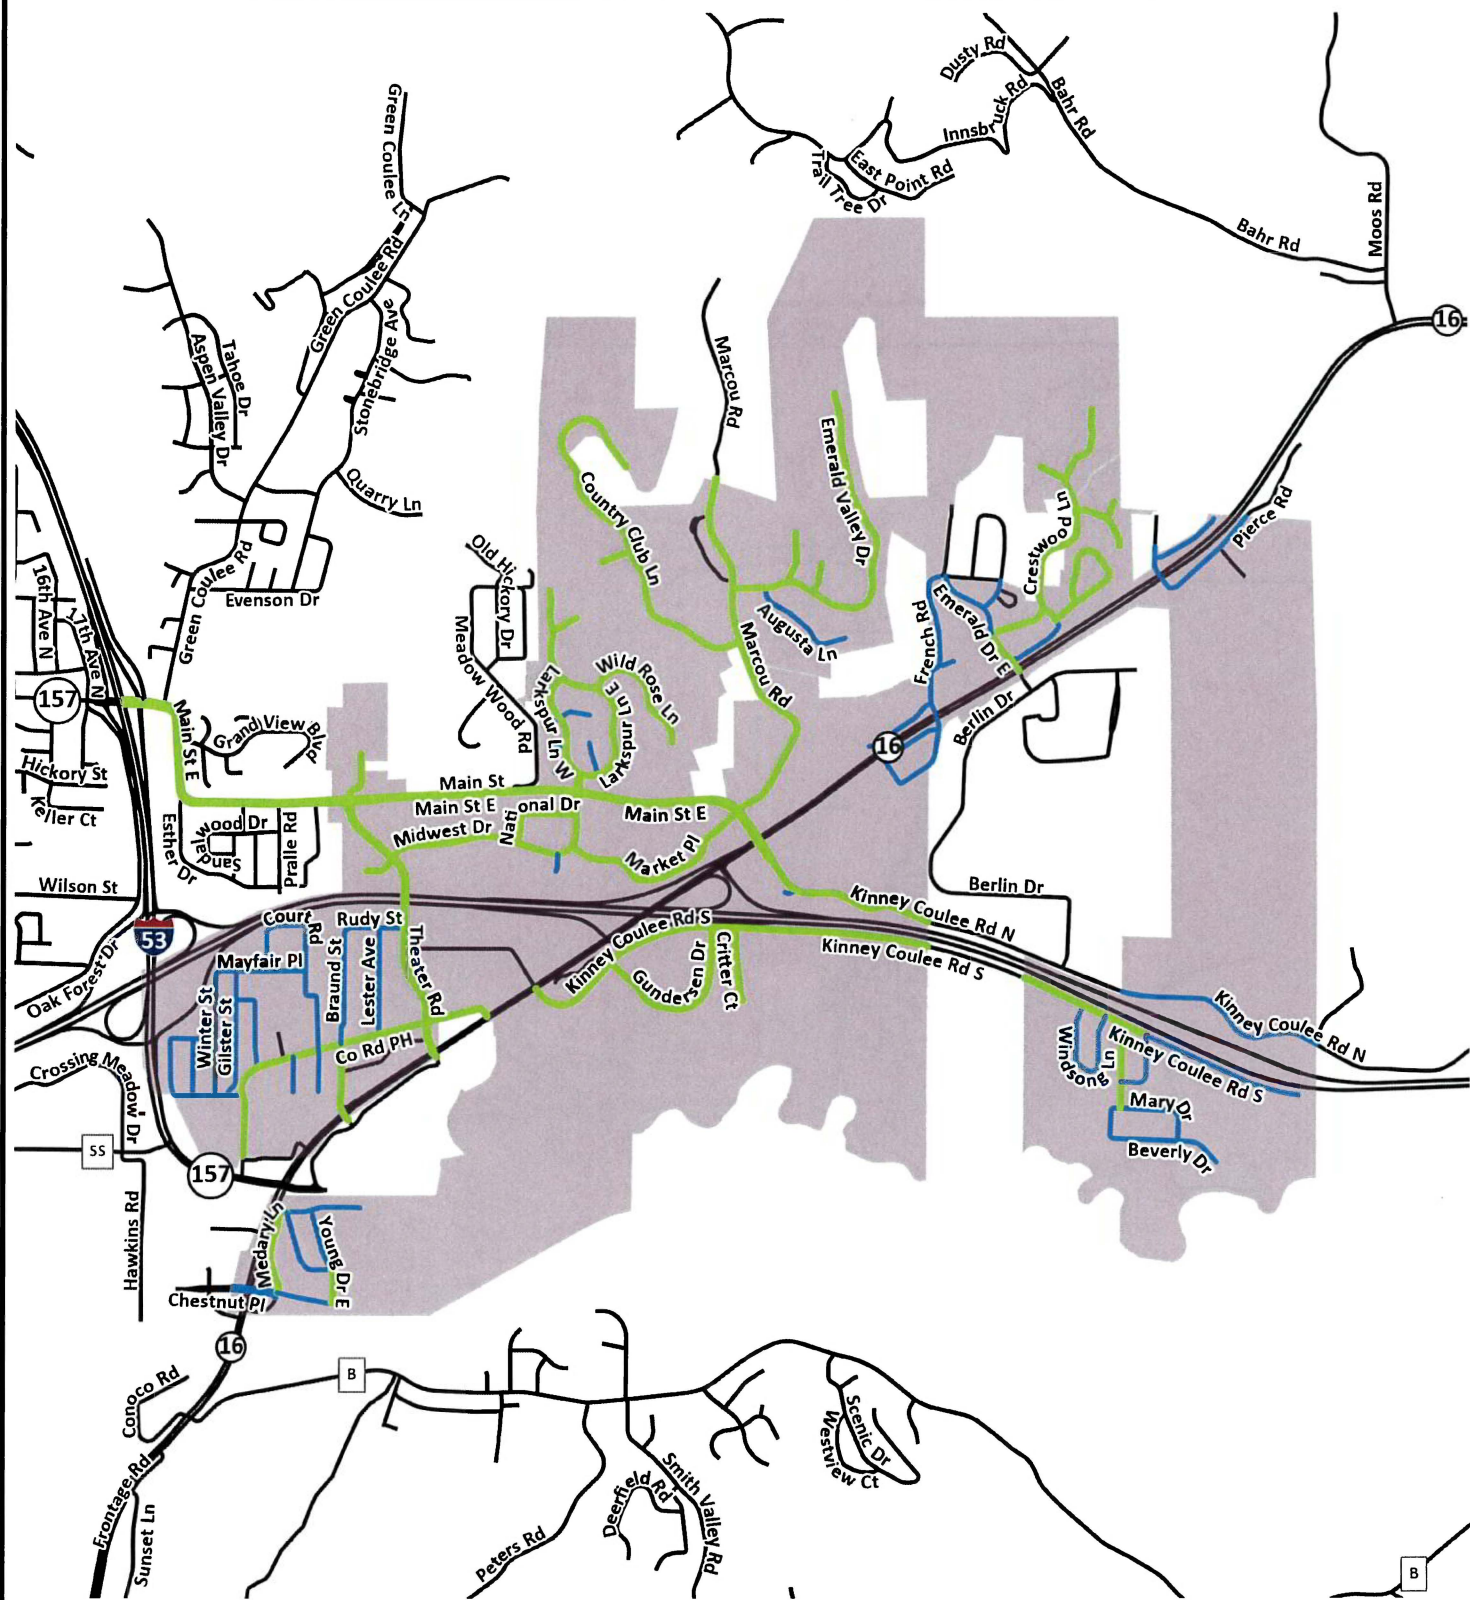 Dusty Rd
Bahr Rd
Innsbruck Rd
East Point Rd
Trail Tree Dr
Bahr Rd
Moos Rd
16
Green Coulee Ln
Green Coulee Rd
Green Coulee Rd
Stonebridge Ave
Tahoe Dr
Aspen Valley Dr
Quarry Ln
Marcou Rd
Emerald Valley Dr
Country Club Ln
Crestwood Ln
Pierce Rd
Old Hickory Dr
Green Coulee Rd
Evenson Dr
16th Ave N
17th Ave N
Meadow Wood Rd
Augusta Ln
French Rd
Emerald Dr E
Marcou Rd
Wild Rose Ln
Larkspur Ln W
Larkspur Ln E
157
Main St E
Grand View Blvd
Berlin Dr
16
Hickory St
Keller Ct
Main St
Main St E
National Dr
Main St E
Midwest Dr
Market Pl
Esther Dr
Sandalwood Dr
Pralle Rd
Wilson St
Berlin Dr
53
Court Rd
Rudy St
Kinney Coulee Rd N
Kinney Coulee Rd S
Kinney Coulee Rd S
Oak Forest Dr
Mayfair Pl
Braund St
Lester Ave
Theater Rd
Gundersen Dr
Critter Ct
Winter St
Gilster St
Co Rd PH
Kinney Coulee Rd N
Kinney Coulee Rd S
Windsong Ln
Crossing Meadow Dr
Mary Dr
Beverly Dr
SS
157
Hawkins Rd
Medary Ln
Young Dr E
Chestnut Pl
16
B
Conoco Rd
Scenic Dr
Westview Ct
Frontage Rd
Sunset Ln
Smith Valley Rd
Deerfield Rd
Peters Rd
B